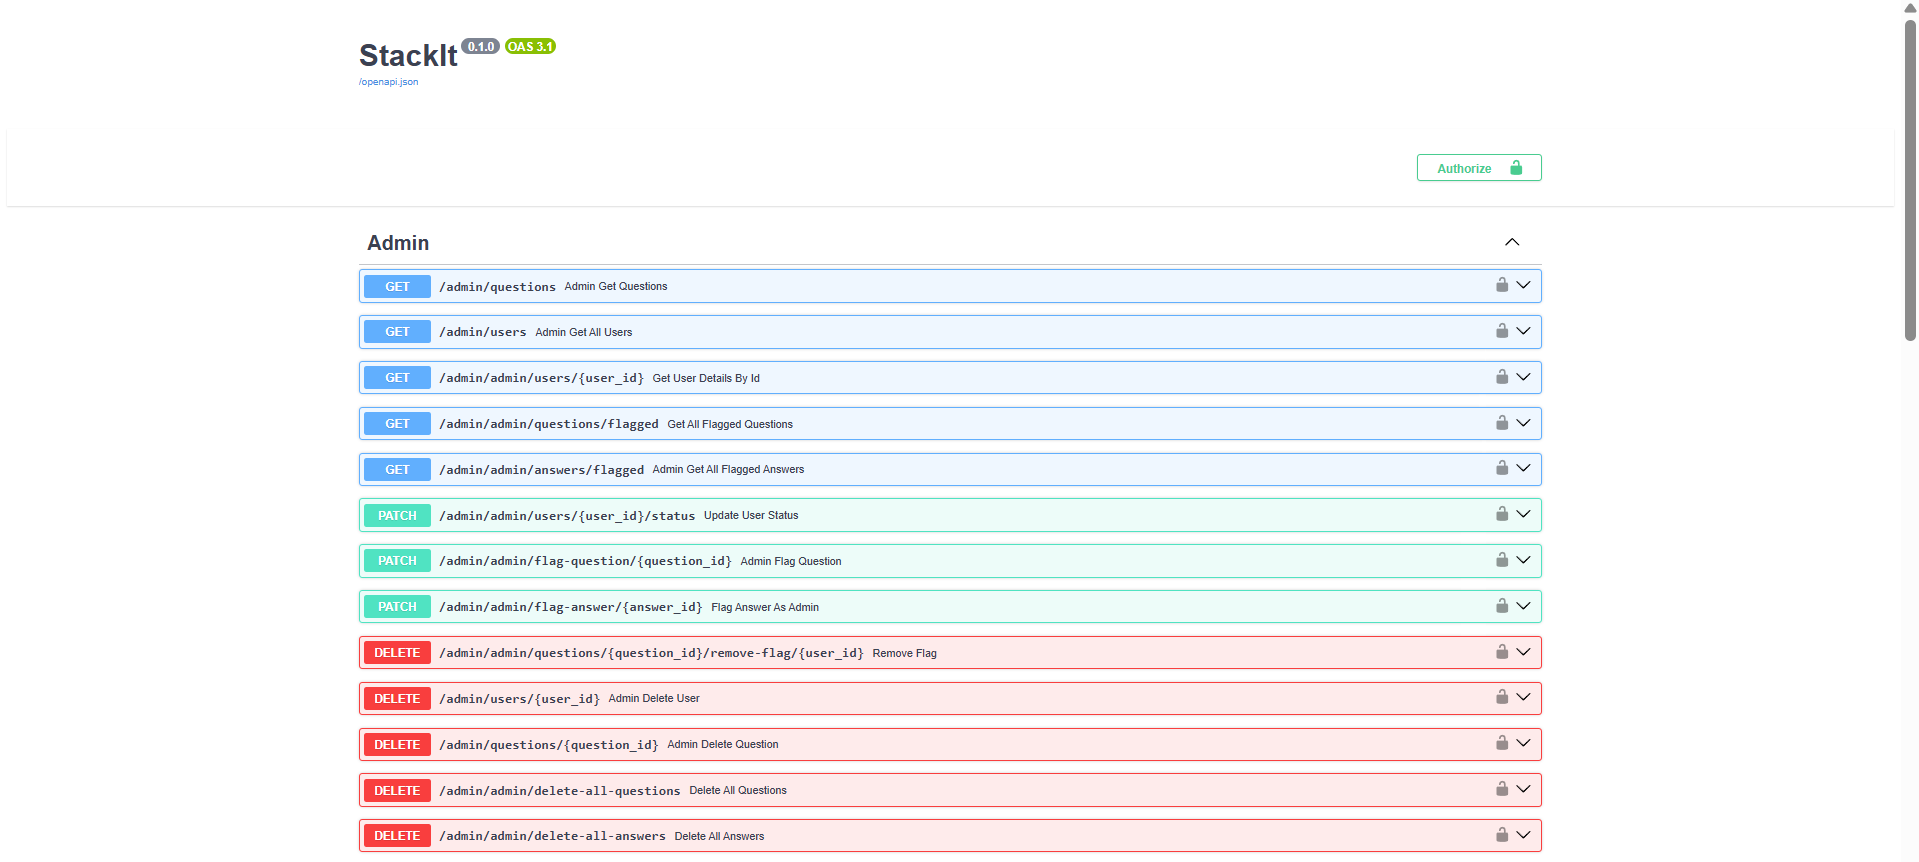 StackIt 0.1.0 OAS 3.1
/openapi.json
Authorize
Admin
GET /admin/questions Admin Get Questions
GET /admin/users Admin Get All Users
GET /admin/admin/users/{user_id} Get User Details By Id
GET /admin/admin/questions/flagged Get All Flagged Questions
GET /admin/admin/answers/flagged Admin Get All Flagged Answers
PATCH /admin/admin/users/{user_id}/status Update User Status
PATCH /admin/admin/flag-question/{question_id} Admin Flag Question
PATCH /admin/admin/flag-answer/{answer_id} Flag Answer As Admin
DELETE /admin/admin/questions/{question_id}/remove-flag/{user_id} Remove Flag
DELETE /admin/users/{user_id} Admin Delete User
DELETE /admin/questions/{question_id} Admin Delete Question
DELETE /admin/admin/delete-all-questions Delete All Questions
DELETE /admin/admin/delete-all-answers Delete All Answers